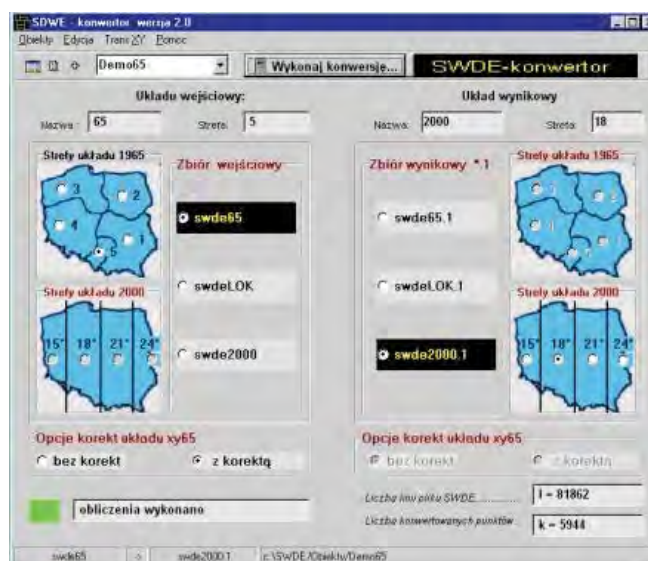 SDWE - konwertor wersja 2.0
Obiekty Edycja Trans XY Pomoc
Demo65 Wykonaj konwersję... SWDE-konwertor
Układu wejściowy: Układ wynikowy
Nazwa: 65 Strefa: 5 Nazwa: 2000 Strefa: 18
Strefy układu 1965 Zbiór wejściowy Zbiór wynikowy *.1 Strefy układu 1965
3 2 4 1 5
swde65 swde65.1
swdeLOK swdeLOK.1
Strefy układu 2000 Strefy układu 2000
15° 18° 21° 24° 15° 18° 21° 24°
swde2000 swde2000.1
Opcje korekt układu xy65 Opcje korekt układu xy65
bez korekt z korektą bez korekt z korektą
obliczenia wykonano
Liczba linii pliku SWDE l = 81862
Liczba konwertowanych punktów k = 5944
swde65 swde2000.1 c:\SWDE/Obiekty/Demo65